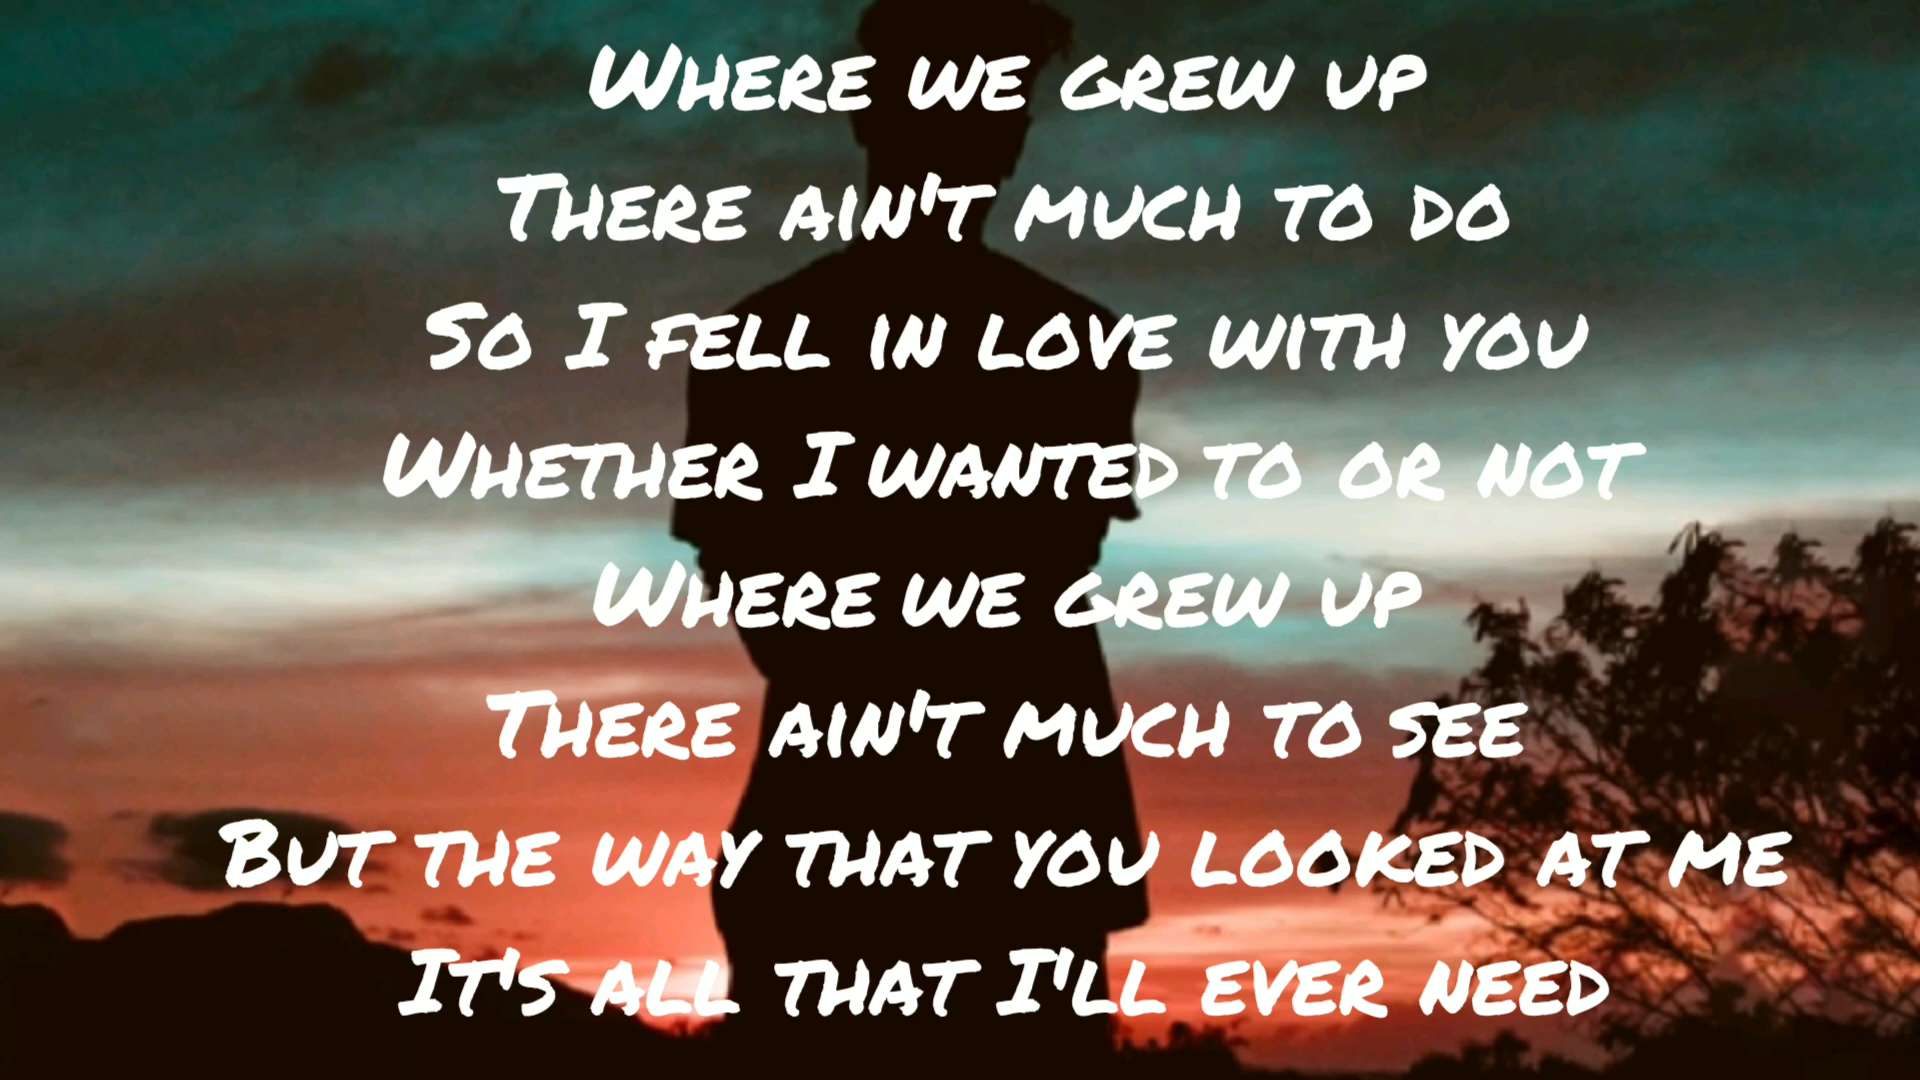 Where we grew up
There ain't much to do
So I fell in love with you
Whether I wanted to or not
Where we grew up
There ain't much to see
But the way that you looked at me
It's all that I'll ever need